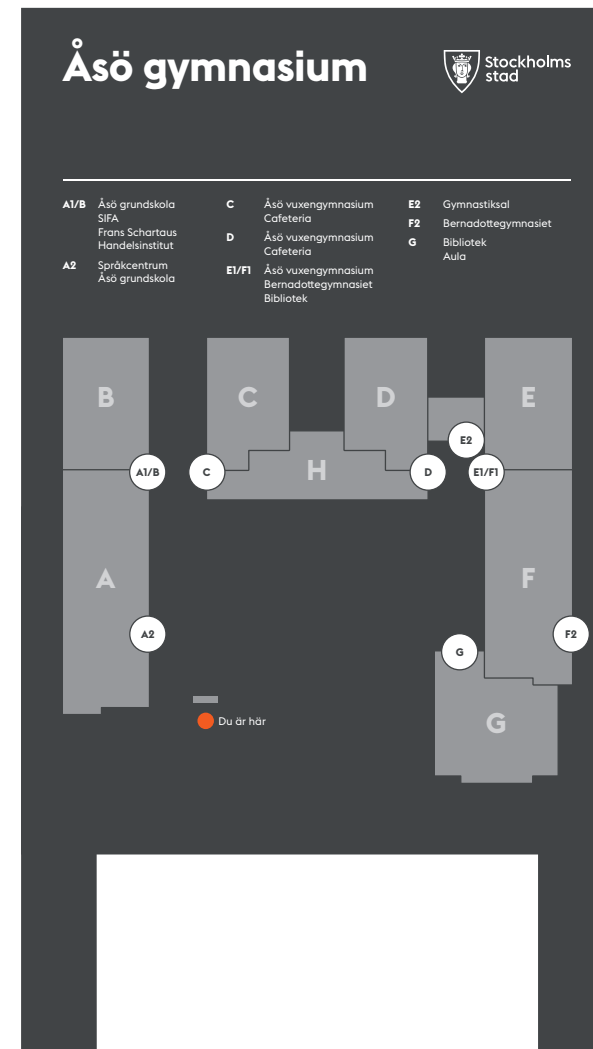 Åsö gymnasium
Stockholms
stad
A1/B Åsö grundskola
SIFA
Frans Schartaus
Handelsinstitut
A2 Språkcentrum
Åsö grundskola
C Åsö vuxengymnasium
Cafeteria
D Åsö vuxengymnasium
Cafeteria
E1/F1 Åsö vuxengymnasium
Bernadottegymnasiet
Bibliotek
E2 Gymnastiksal
F2 Bernadottegymnasiet
G Bibliotek
Aula
B
C
D
E
E2
A1/B
C
H
D
E1/F1
A
F
A2
F2
G
G
Du är här